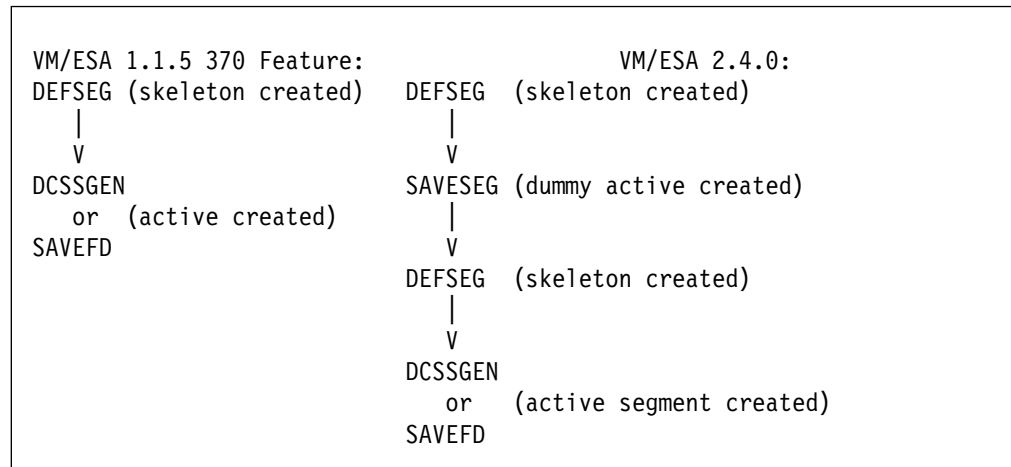 VM/ESA 1.1.5 370 Feature: VM/ESA 2.4.0:
DEFSEG (skeleton created) DEFSEG (skeleton created)
| |
V V
DCSSGEN SAVESEG (dummy active created)
or (active created) |
SAVEFD V
DEFSEG (skeleton created)
|
V
DCSSGEN
or (active segment created)
SAVEFD